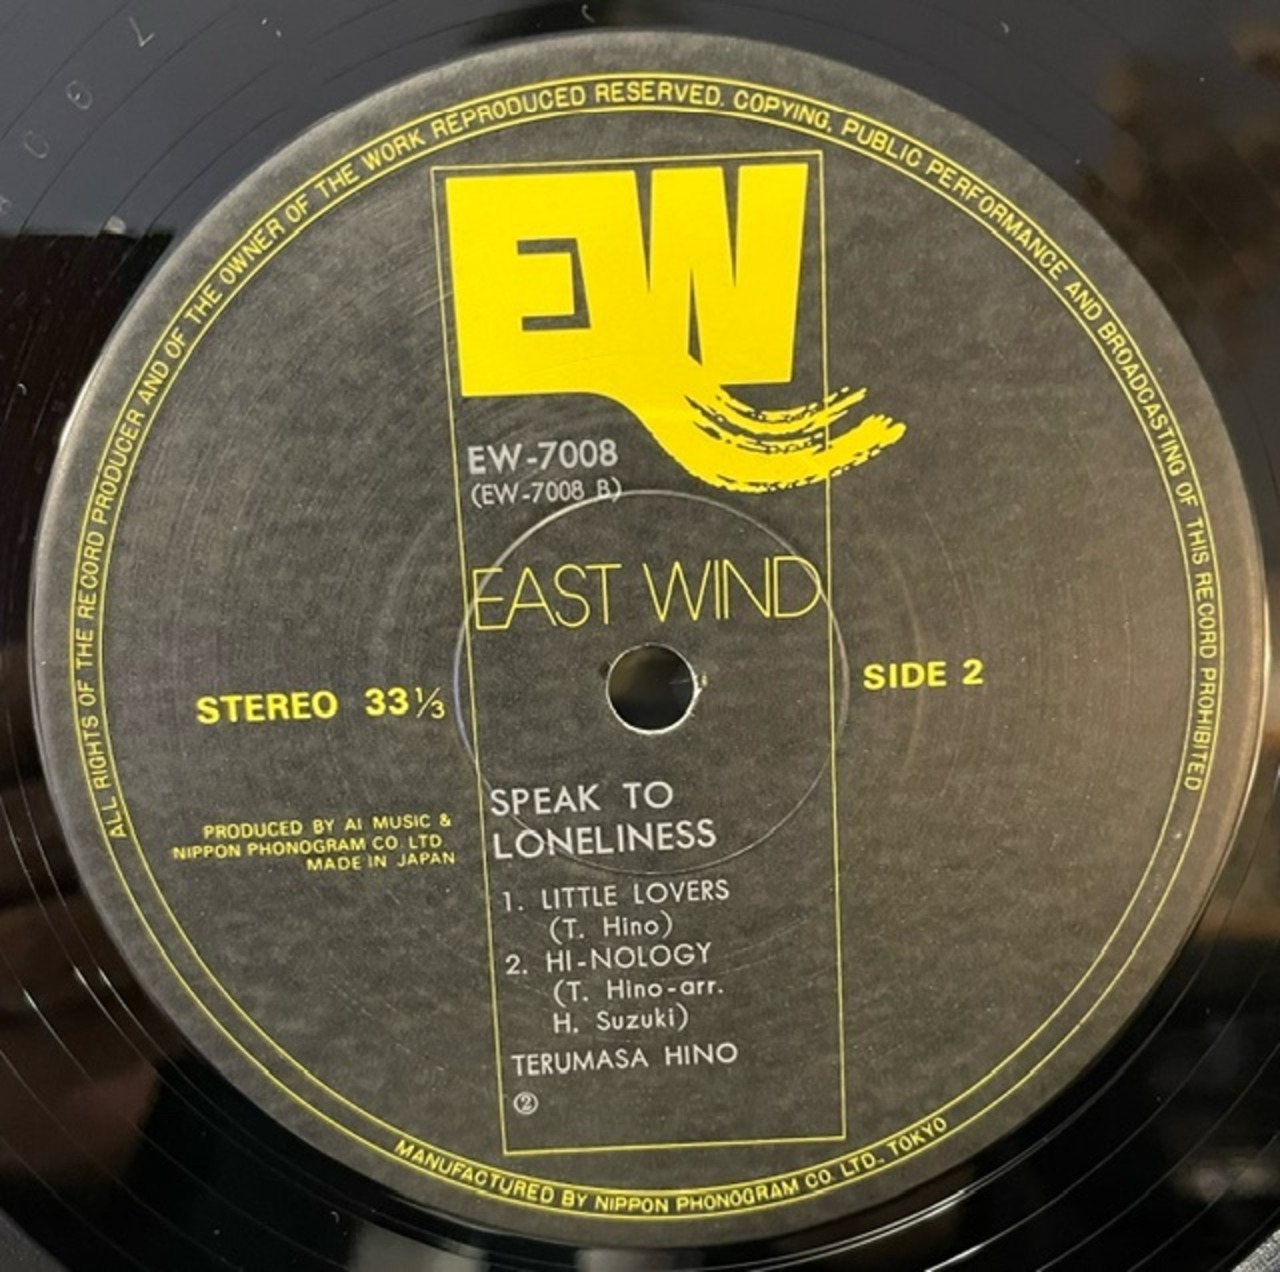 ALL RIGHTS OF THE RECORD PRODUCER AND OF THE OWNER OF THE WORK REPRODUCED RESERVED. COPYING, PUBLIC PERFORMANCE AND BROADCASTING OF THIS RECORD PROHIBITED
EW
EW-7008
(EW-7008 B)
EAST WIND
STEREO 33⅓
SIDE 2
PRODUCED BY AI MUSIC &
NIPPON PHONOGRAM CO LTD
MADE IN JAPAN
SPEAK TO
LONELINESS
1. LITTLE LOVERS
(T. Hino)
2. HI-NOLOGY
(T. Hino-arr.
H. Suzuki)
TERUMASA HINO
②
MANUFACTURED BY NIPPON PHONOGRAM CO. LTD., TOKYO